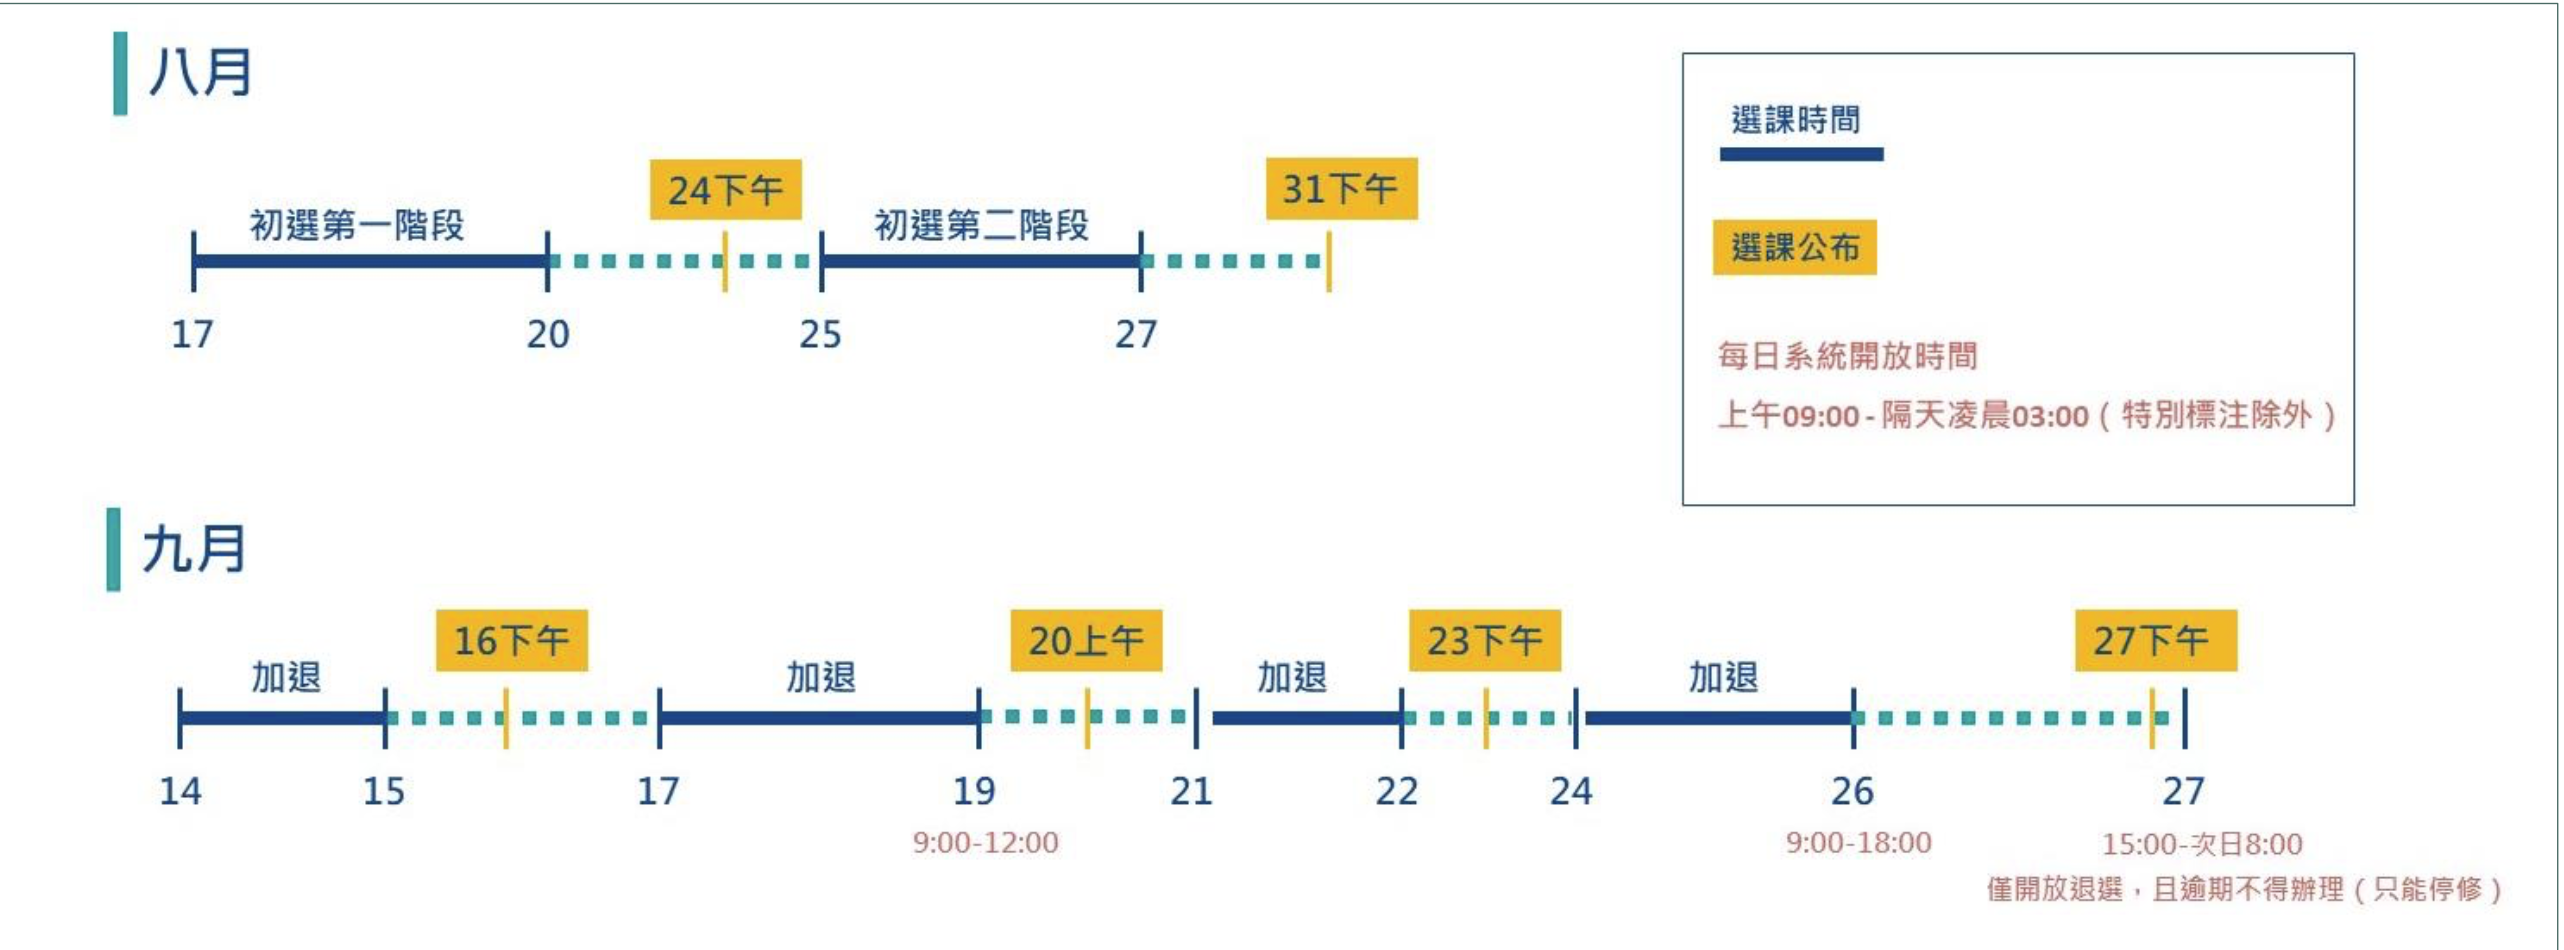 八月
24下午
31下午
初選第一階段
初選第二階段
17
20
25
27
選課時間
選課公布
每日系統開放時間
上午09:00 - 隔天凌晨03:00（特別標注除外）
九月
16下午
20上午
23下午
27下午
加退
加退
加退
加退
14
15
17
19
21
22
24
26
27
9:00-12:00
9:00-18:00
15:00-次日8:00
僅開放退選，且逾期不得辦理（只能停修）